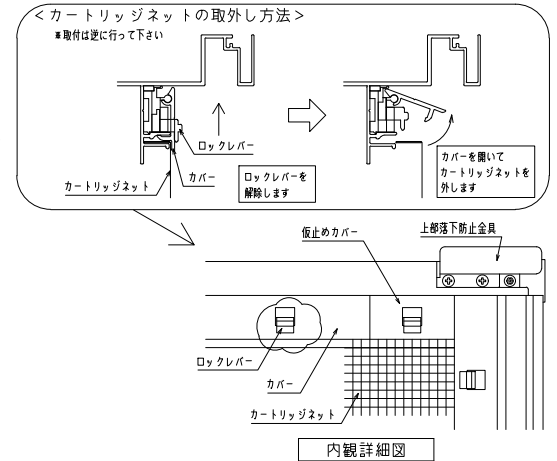 ＜カートリッジネットの取外し方法＞
※取付は逆に行って下さい
ロックレバー
カバー
カートリッジネット
ロックレバーを
解除します
カバーを開いて
カートリッジネットを
外します
仮止めカバー
上部落下防止金具
ロックレバー
カバー
カートリッジネット
内観詳細図